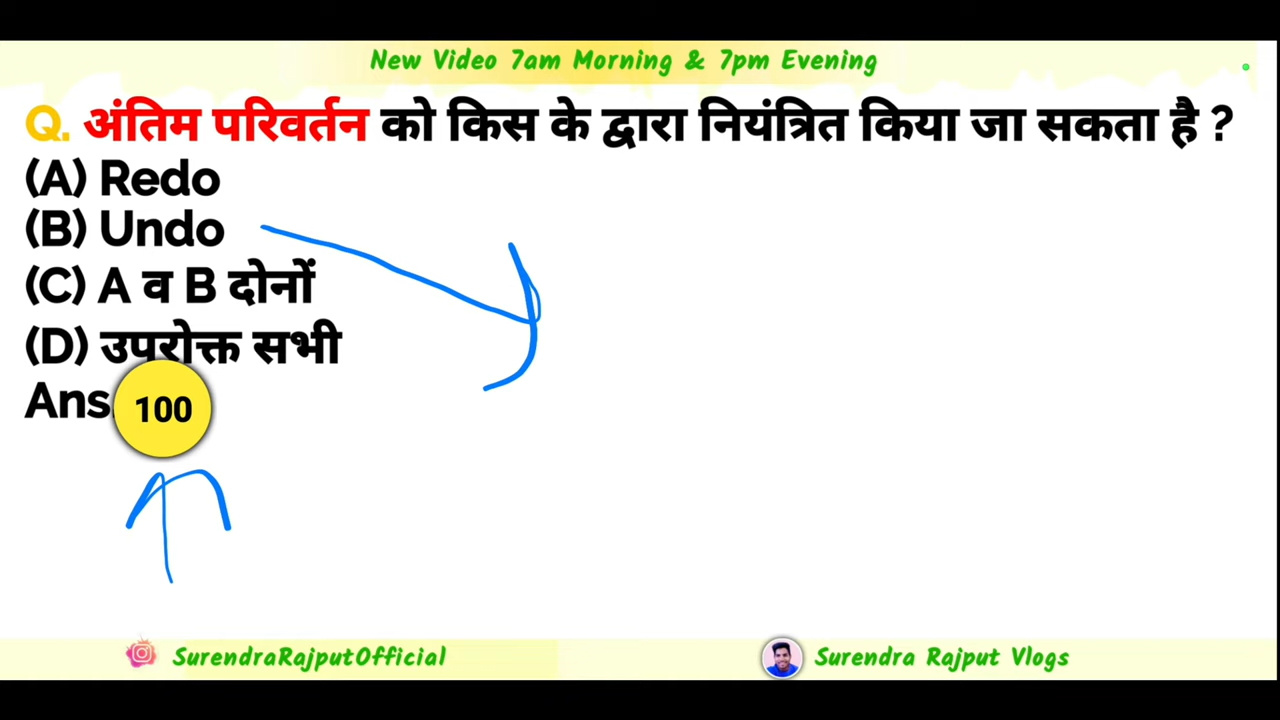 New Video 7am Morning & 7pm Evening
Q. अंतिम परिवर्तन को किस के द्वारा नियंत्रित किया जा सकता है ?
(A) Redo
(B) Undo
(C) A व B दोनों
(D) उपरोक्त सभी
Ans.
100
SurendraRajputOfficial
Surendra Rajput Vlogs